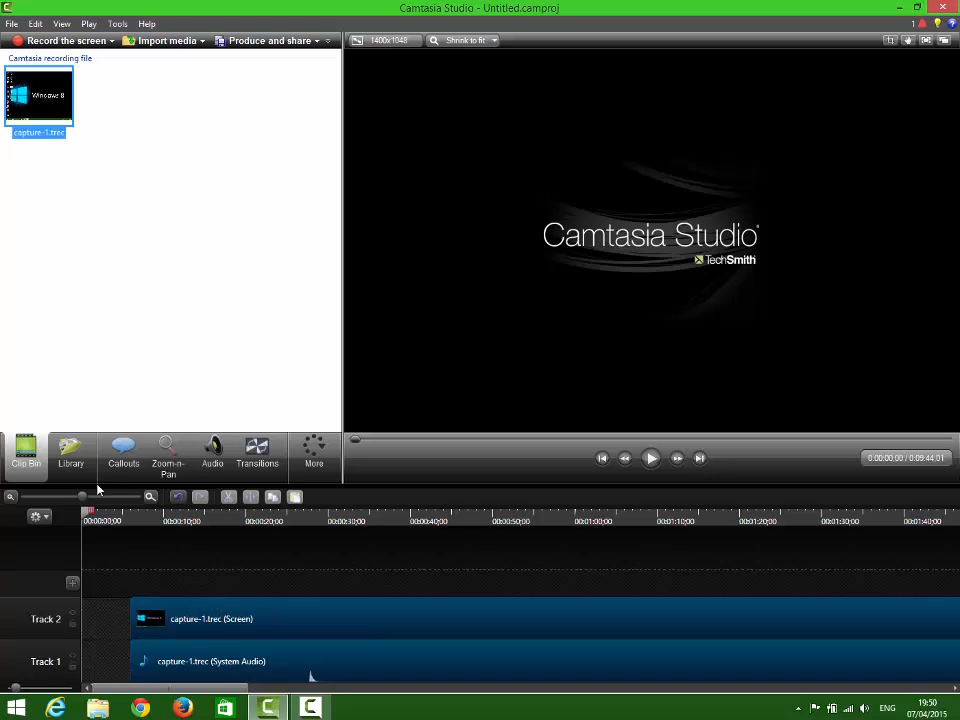 Camtasia Studio - Untitled.camproj
File Edit View Play Tools Help
1
Record the screen Import media Produce and share
1400x1048 Shrink to fit
Camtasia recording file
Windows 8
capture-1.trec
Camtasia Studio
TechSmith
Clip Bin Library Callouts Zoom-n-Pan Audio Transitions More
0:00:00;00 / 0:09:44;01
00:00:00;00 00:00:10;00 00:00:20;00 00:00:30;00 00:00:40;00 00:00:50;00 00:01:00;00 00:01:10;00 00:01:20;00 00:01:30;00 00:01:40;00
Track 2 capture-1.trec (Screen)
Track 1 capture-1.trec (System Audio)
ENG
19:50
07/04/2015